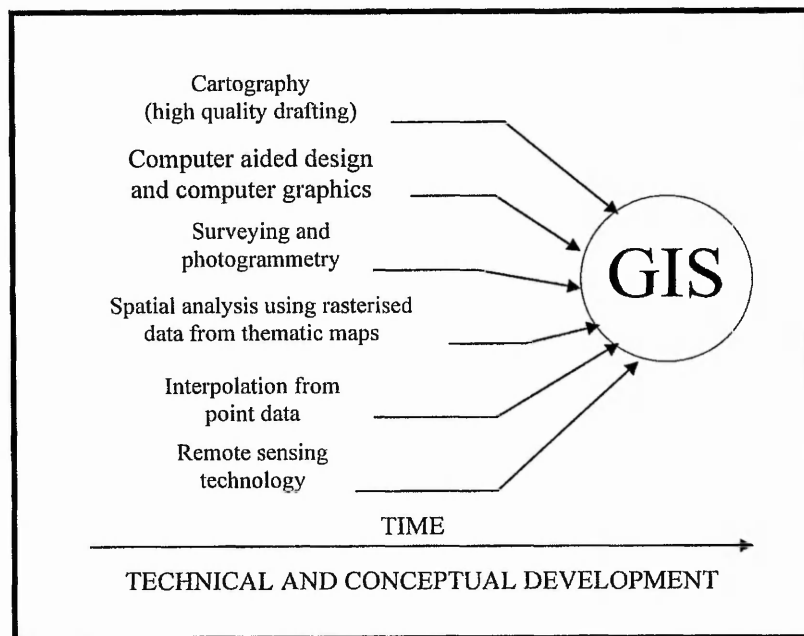 Cartography
(high quality drafting)
Computer aided design
and computer graphics
Surveying and
photogrammetry
Spatial analysis using rasterised
data from thematic maps
Interpolation from
point data
Remote sensing
technology
GIS
TIME
TECHNICAL AND CONCEPTUAL DEVELOPMENT